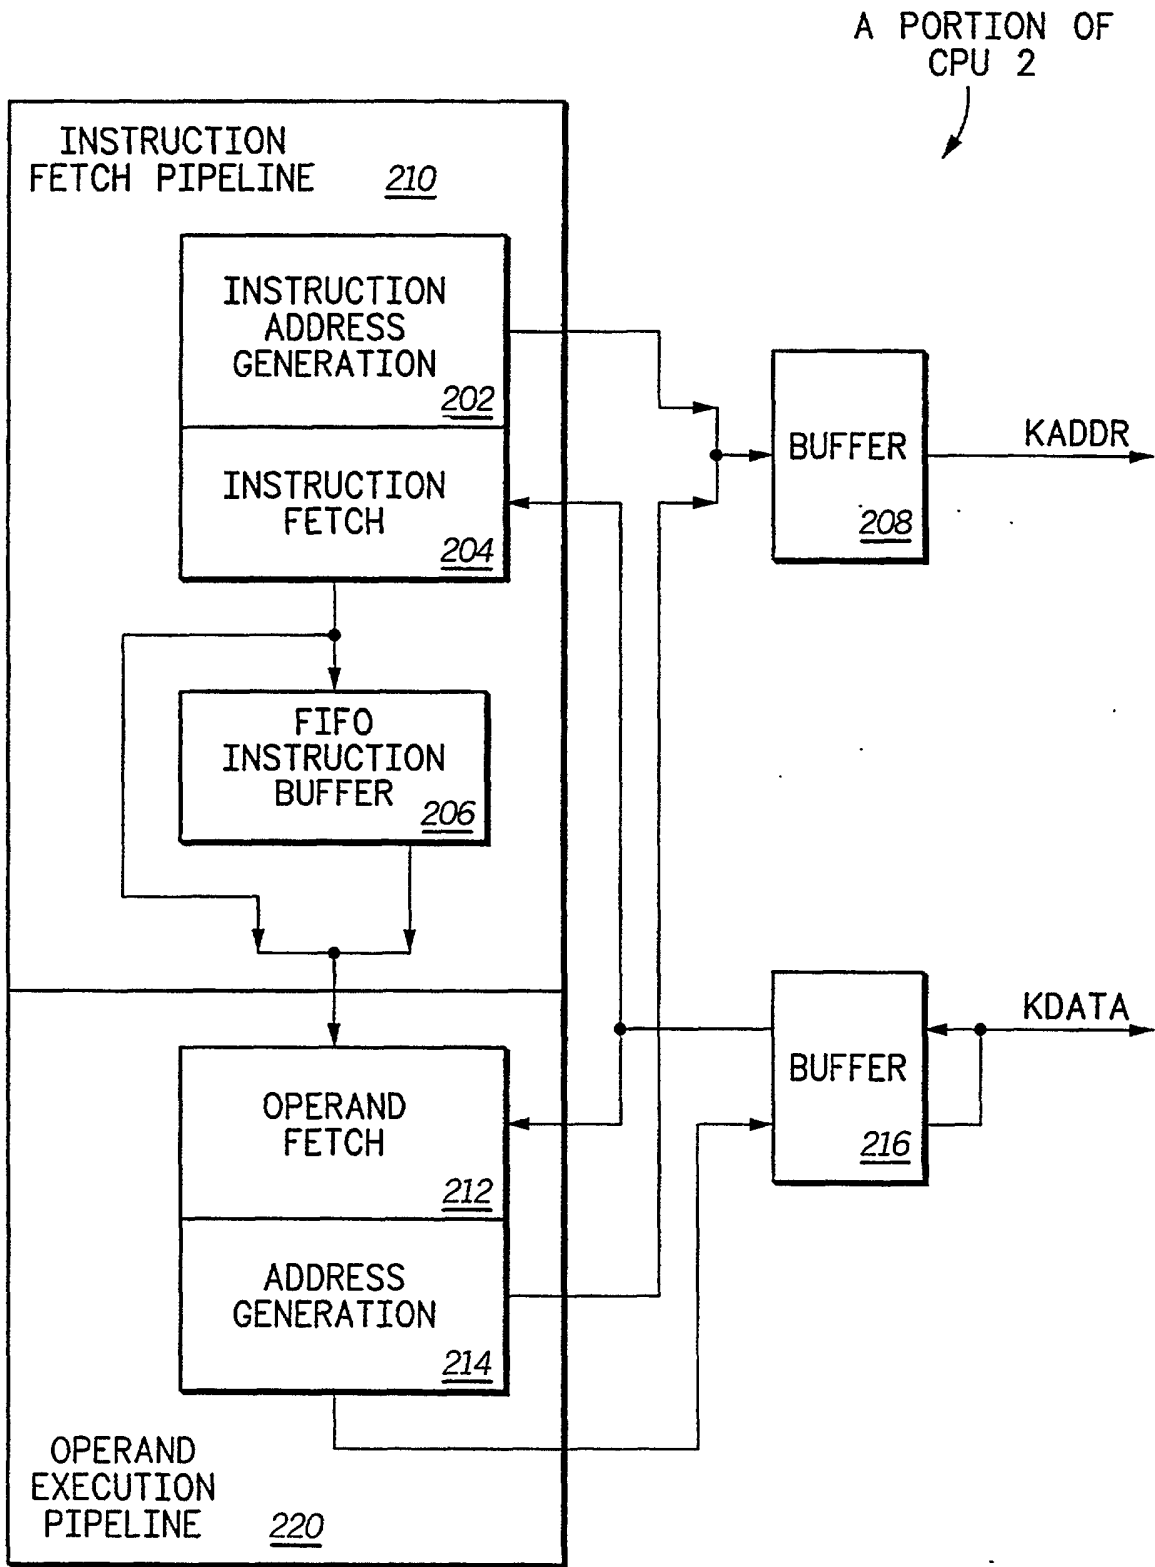 A PORTION OF
CPU 2
INSTRUCTION
FETCH PIPELINE 210
INSTRUCTION
ADDRESS
GENERATION
202
INSTRUCTION
FETCH
204
BUFFER
208
KADDR
FIFO
INSTRUCTION
BUFFER
206
OPERAND
FETCH
212
BUFFER
216
KDATA
ADDRESS
GENERATION
214
OPERAND
EXECUTION
PIPELINE 220